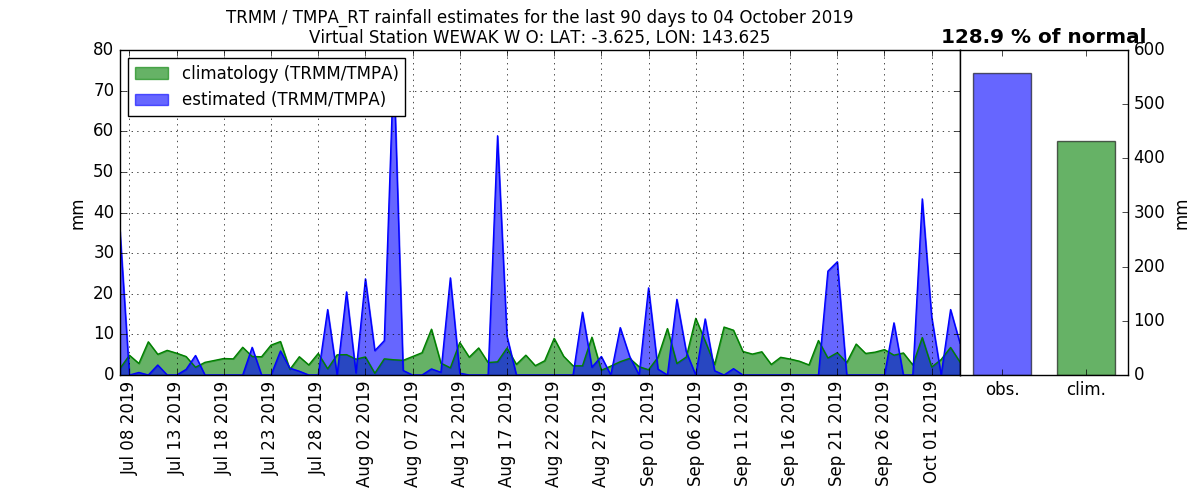 TRMM / TMPA_RT rainfall estimates for the last 90 days to 04 October 2019
Virtual Station WEWAK W O: LAT: -3.625, LON: 143.625
128.9 % of normal
climatology (TRMM/TMPA)
estimated (TRMM/TMPA)
mm
80
70
60
50
40
30
20
10
0
Jul 08 2019
Jul 13 2019
Jul 18 2019
Jul 23 2019
Jul 28 2019
Aug 02 2019
Aug 07 2019
Aug 12 2019
Aug 17 2019
Aug 22 2019
Aug 27 2019
Sep 01 2019
Sep 06 2019
Sep 11 2019
Sep 16 2019
Sep 21 2019
Sep 26 2019
Oct 01 2019
obs.
clim.
600
500
400
300
200
100
0
mm